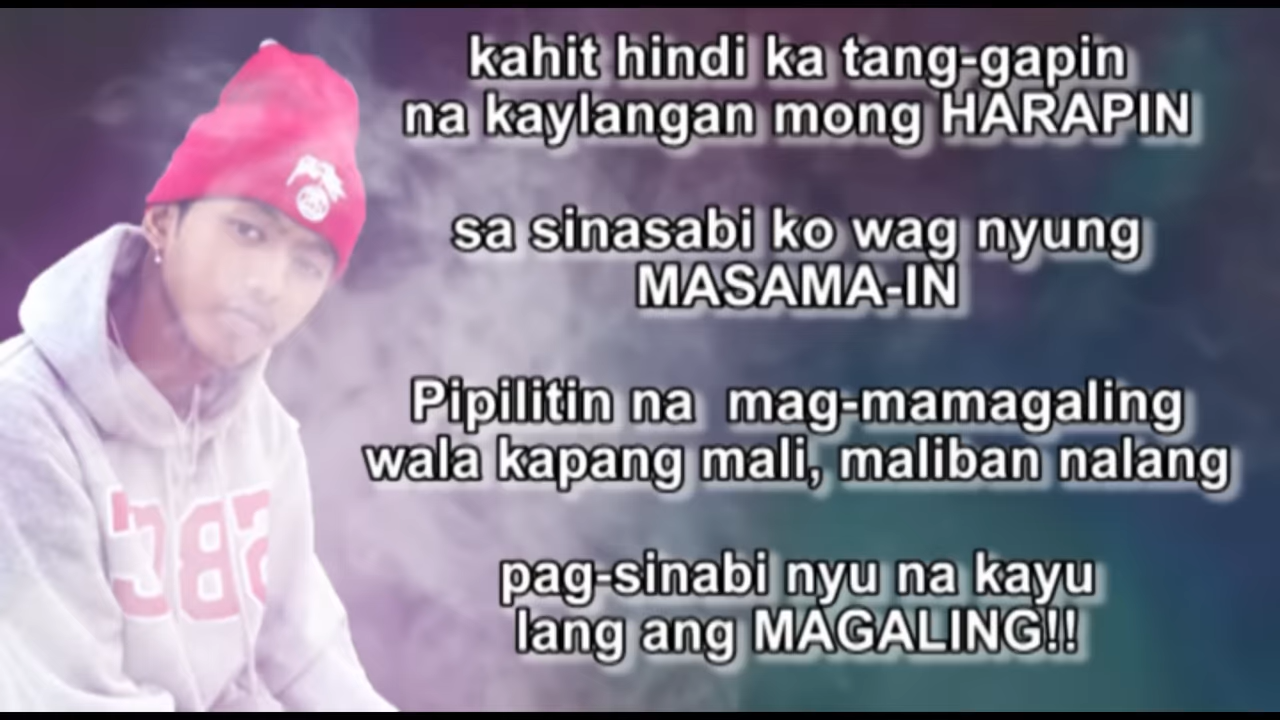 kahit hindi ka tang-gapin
na kaylangan mong HARAPIN
sa sinasabi ko wag nyung
MASAMA-IN
Pipilitin na mag-mamagaling
wala kapang mali, maliban nalang
pag-sinabi nyu na kayu
lang ang MAGALING!!